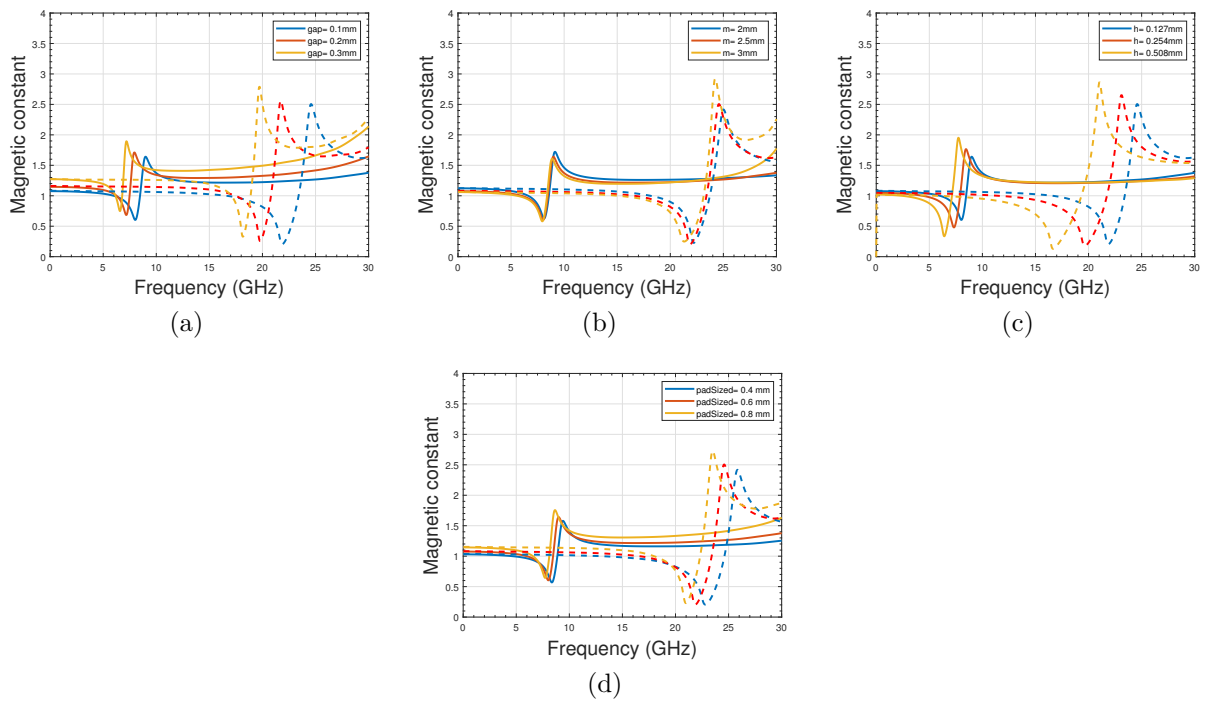 4
3.5
3
2.5
2
1.5
1
0.5
0
Magnetic constant
gap= 0.1mm
gap= 0.2mm
gap= 0.3mm
0 5 10 15 20 25 30
Frequency (GHz)
(a)
4
3.5
3
2.5
2
1.5
1
0.5
0
Magnetic constant
m= 2mm
m= 2.5mm
m= 3mm
0 5 10 15 20 25 30
Frequency (GHz)
(b)
4
3.5
3
2.5
2
1.5
1
0.5
0
Magnetic constant
h= 0.127mm
h= 0.254mm
h= 0.508mm
0 5 10 15 20 25 30
Frequency (GHz)
(c)
4
3.5
3
2.5
2
1.5
1
0.5
0
Magnetic constant
padSized= 0.4 mm
padSized= 0.6 mm
padSized= 0.8 mm
0 5 10 15 20 25 30
Frequency (GHz)
(d)